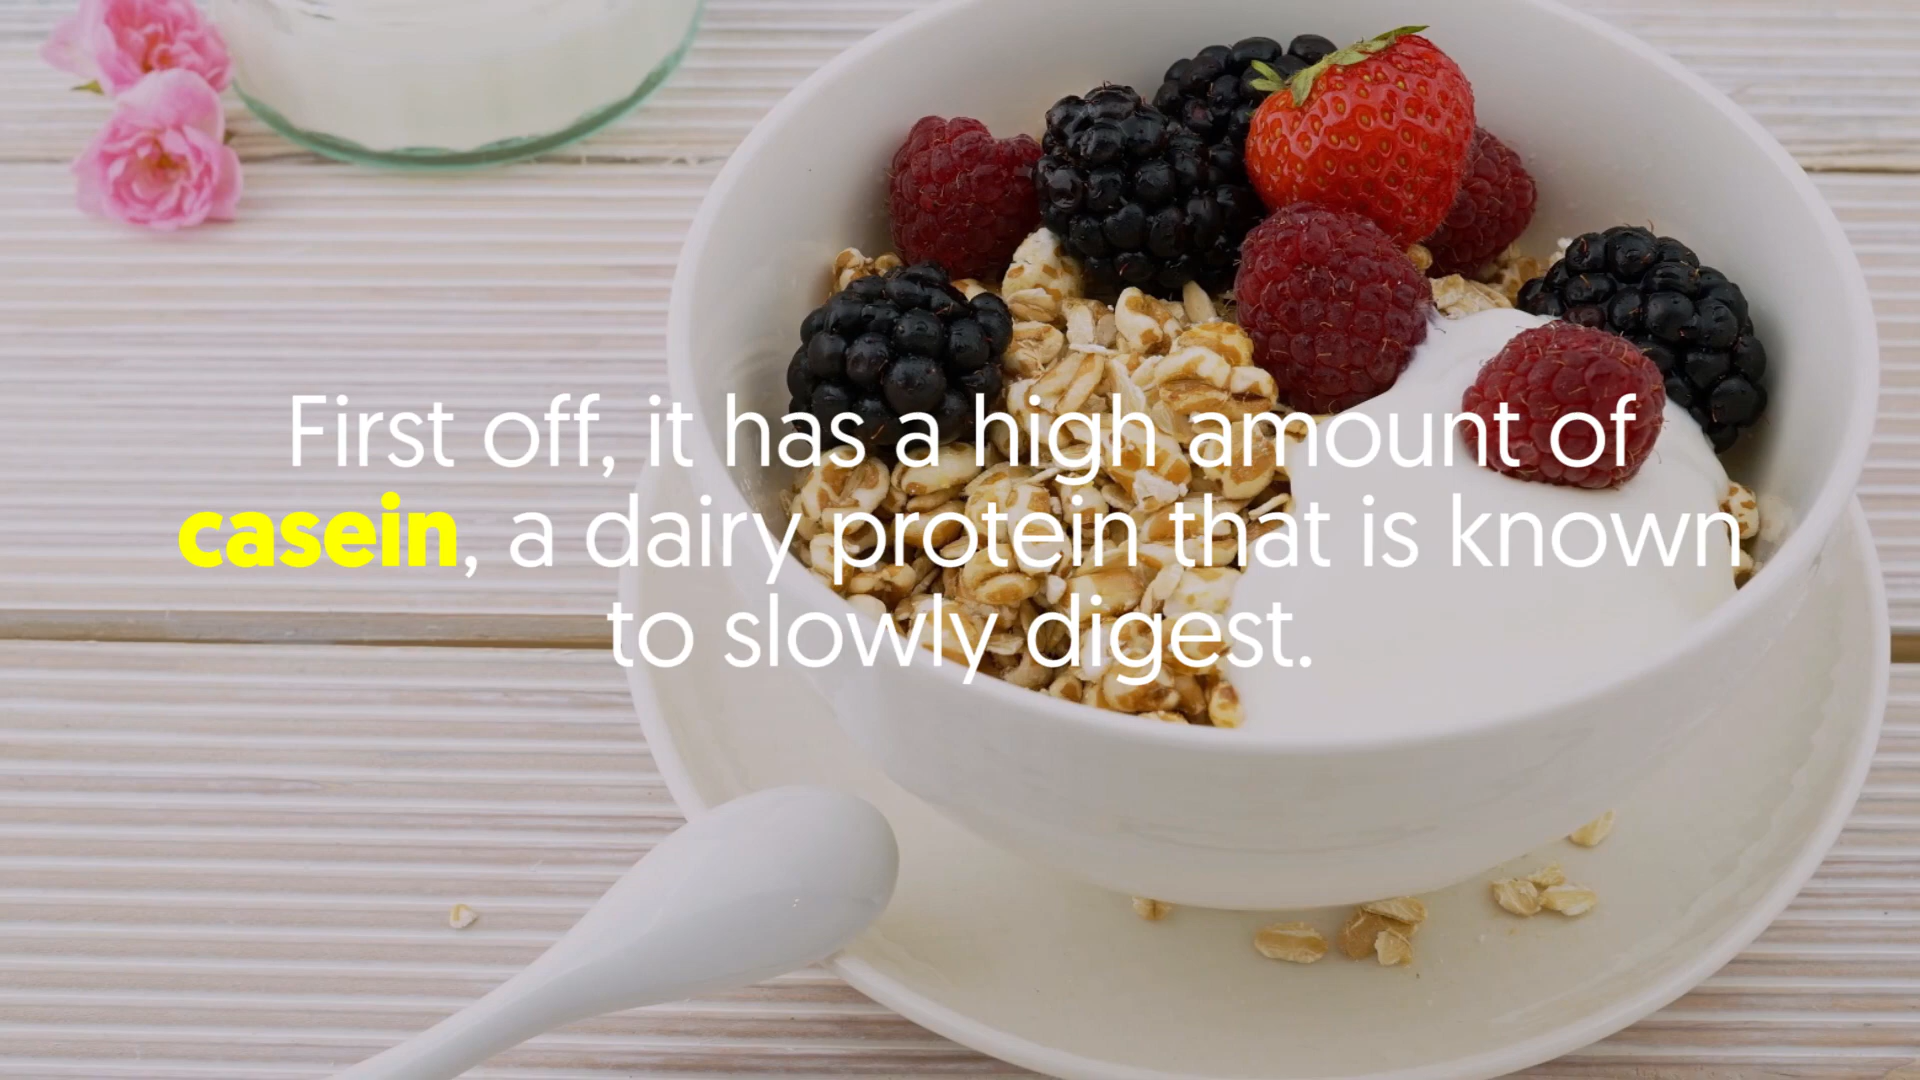 First off, it has a high amount of
casein, a dairy protein that is known
to slowly digest.